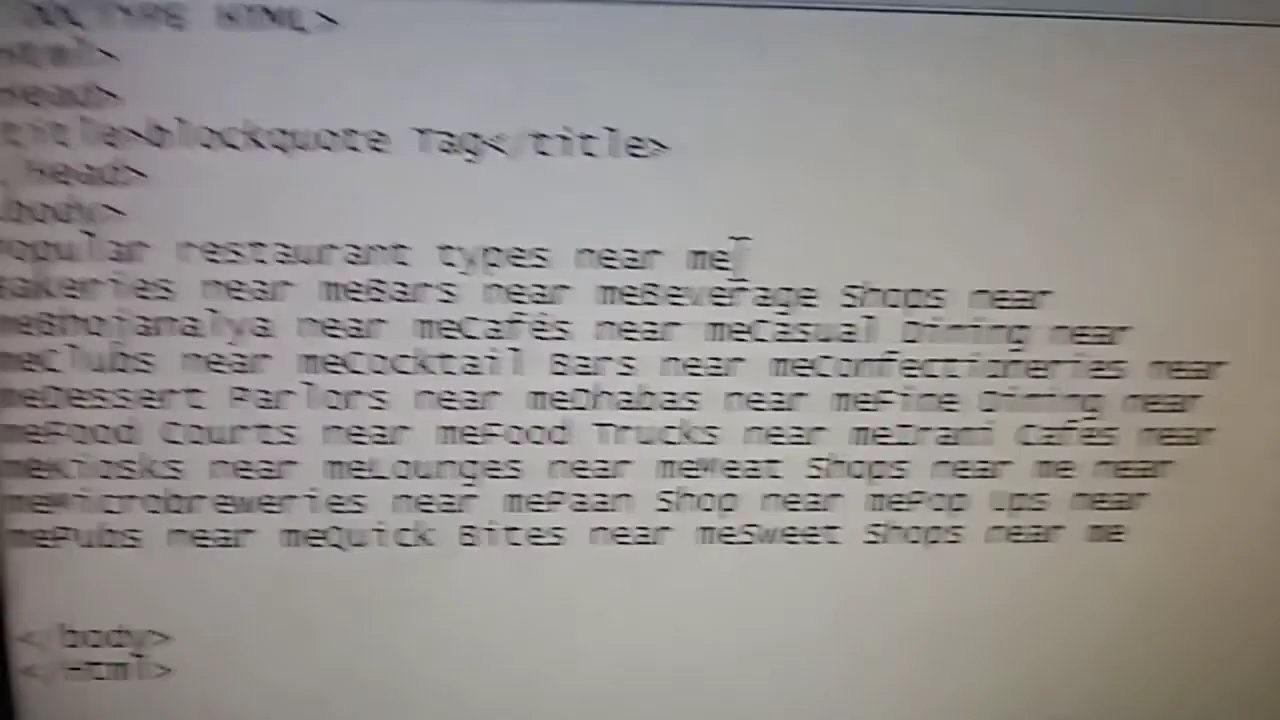 TYPE HTML>
html>
Head>
title>blockquote Tag</title>
Head>
body>
opular restaurant types near me
Bakeries near meBars near meBeverage Shops near
meBhojanalya near meCafés near meCasual Dining near
meClubs near meCocktail Bars near meConfectioneries near
meDessert Parlors near meDhabas near meFine Dining near
meFood Courts near meFood Trucks near meIrani Cafés near
meKiosks near meLounges near meMeat Shops near me near
meMicrobreweries near mePaan Shop near mePop ups near
mePubs near meQuick Bites near meSweet Shops near me
</body>
</Html>